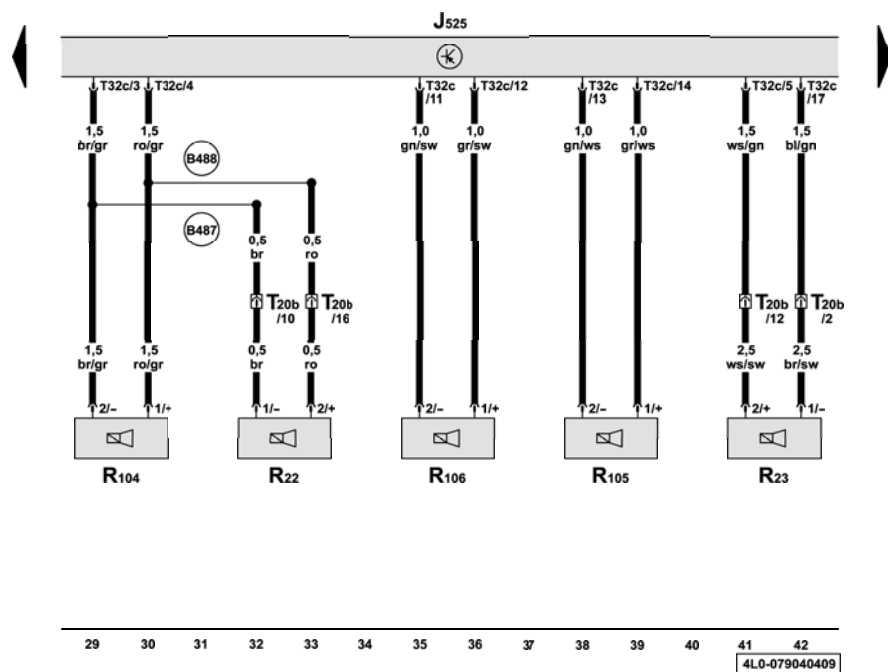 J525
T32c/3 T32c/4 T32c /11 T32c/12 T32c /13 T32c/14 T32c/5 T32c /17
1,5 br/gr 1,5 ro/gr 1,0 gn/sw 1,0 gr/sw 1,0 gn/ws 1,0 gr/ws 1,5 ws/gn 1,5 bl/gn
B488
B487
0,5 br 0,5 ro
T20b /10 T20b /16 T20b /12 T20b /2
1,5 br/gr 1,5 ro/gr 0,5 br 0,5 ro 2,5 ws/sw 2,5 br/sw
2/– 1/+ 1/– 2/+ 2/– 1/+ 2/– 1/+ 2/+ 1/–
R104 R22 R106 R105 R23
29 30 31 32 33 34 35 36 37 38 39 40 41 42
4L0-079040409